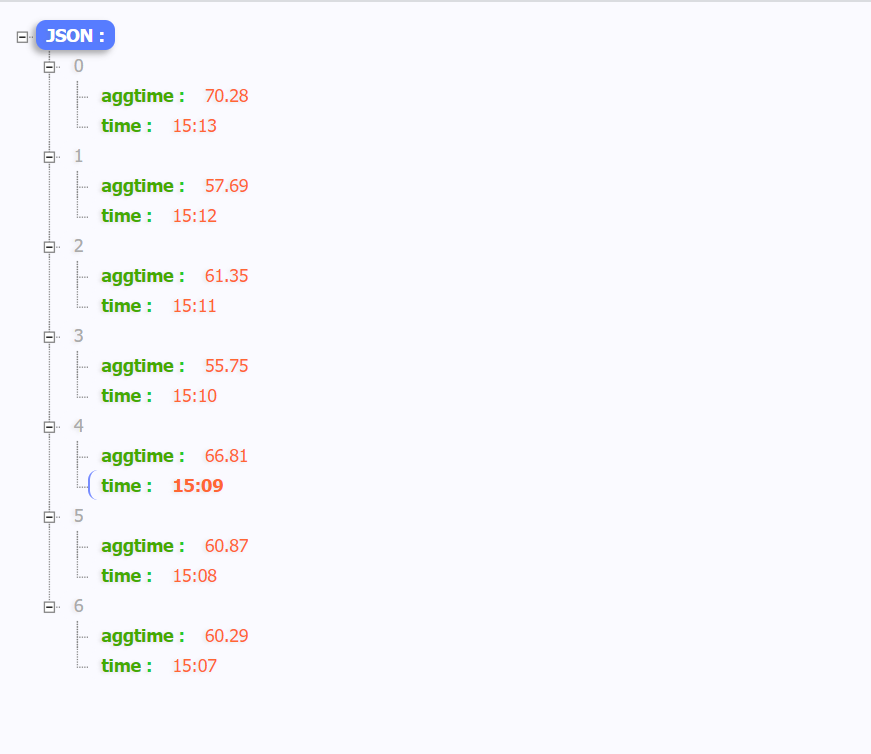 JSON :
0
aggtime : 70.28
time : 15:13
1
aggtime : 57.69
time : 15:12
2
aggtime : 61.35
time : 15:11
3
aggtime : 55.75
time : 15:10
4
aggtime : 66.81
time : 15:09
5
aggtime : 60.87
time : 15:08
6
aggtime : 60.29
time : 15:07